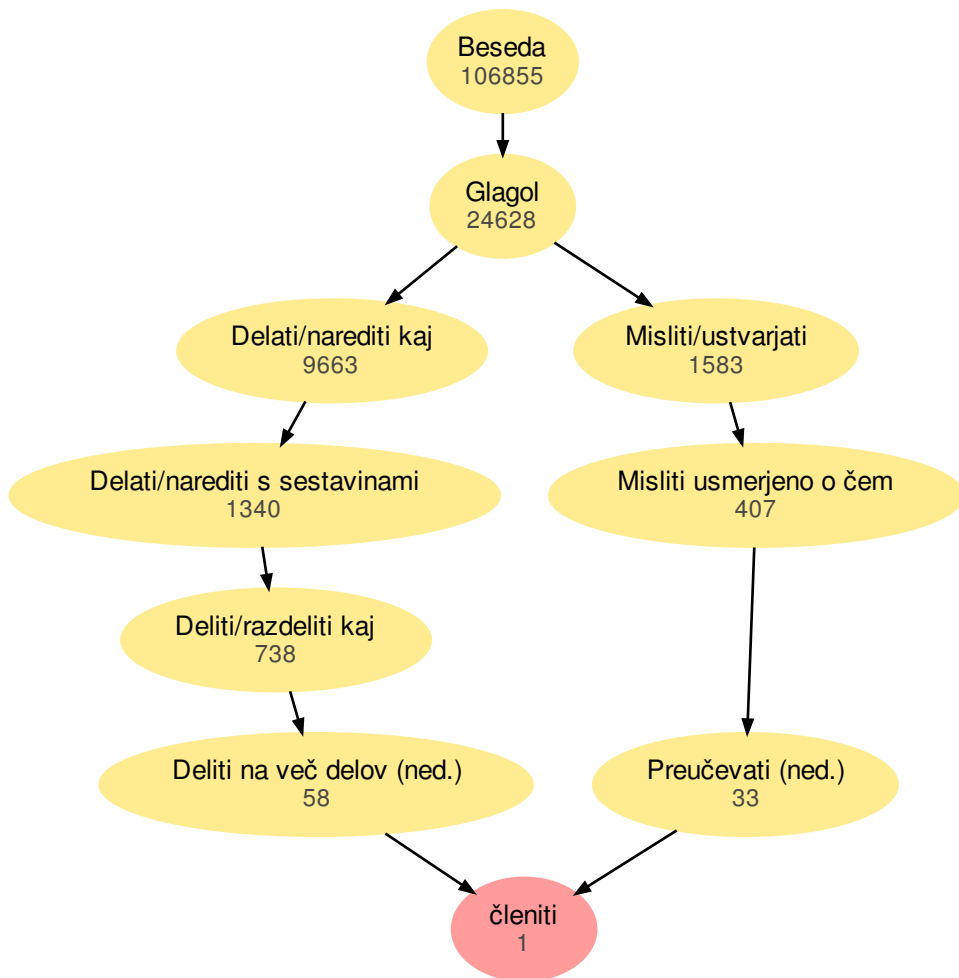 Beseda
106855
Glagol
24628
Delati/narediti kaj
9663
Misliti/ustvarjati
1583
Delati/narediti s sestavinami
1340
Misliti usmerjeno o čem
407
Deliti/razdeliti kaj
738
Deliti na več delov (ned.)
58
Preučevati (ned.)
33
členiti
1